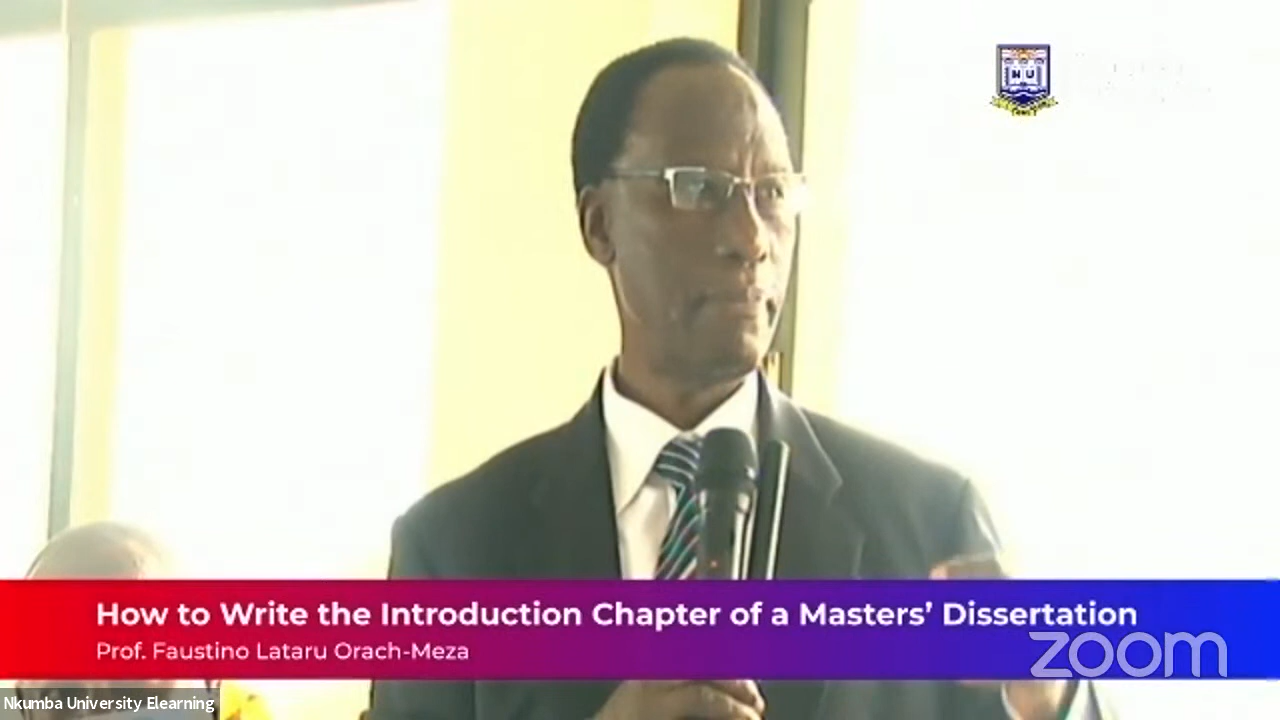 NU
How to Write the Introduction Chapter of a Masters’ Dissertation
Prof. Faustino Lataru Orach-Meza
zoom
Nkumba University Elearning